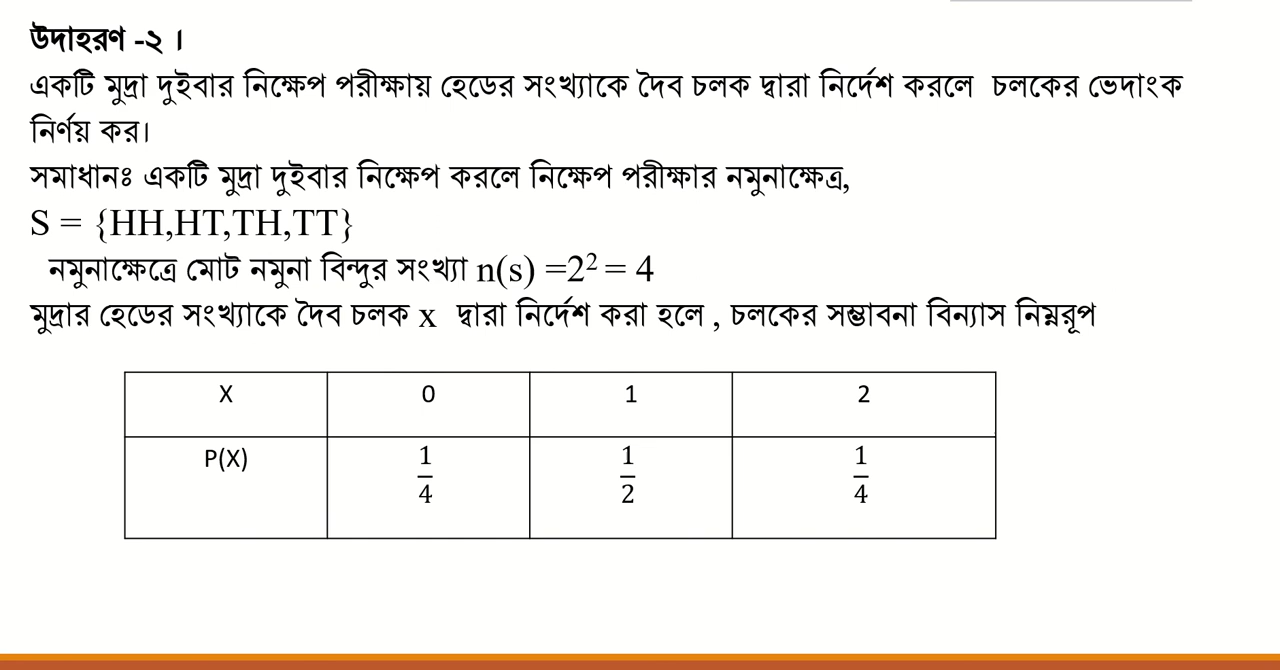 উদাহরণ -২ ।
একটি মুদ্রা দুইবার নিক্ষেপ পরীক্ষায় হেডের সংখ্যাকে দৈব চলক দ্বারা নির্দেশ করলে চলকের ভেদাংক
নির্ণয় কর।
সমাধানঃ একটি মুদ্রা দুইবার নিক্ষেপ করলে নিক্ষেপ পরীক্ষার নমুনাক্ষেত্র,
S = {HH,HT,TH,TT}
নমুনাক্ষেত্রে মোট নমুনা বিন্দুর সংখ্যা n(s) =2² = 4
মুদ্রার হেডের সংখ্যাকে দৈব চলক x দ্বারা নির্দেশ করা হলে , চলকের সম্ভাবনা বিন্যাস নিম্নরূপ
X 0 1 2
P(X) 1/4 1/2 1/4